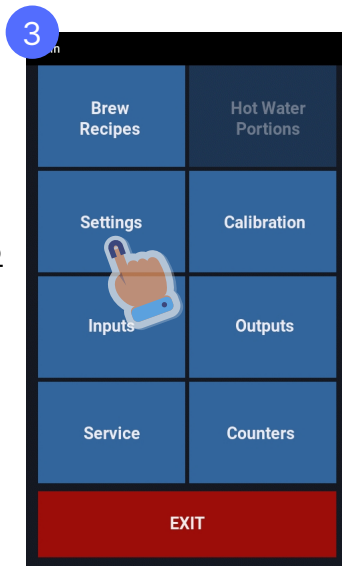 3
Brew
Recipes
Hot Water
Portions
Settings
Calibration
Inputs
Outputs
Service
Counters
EXIT